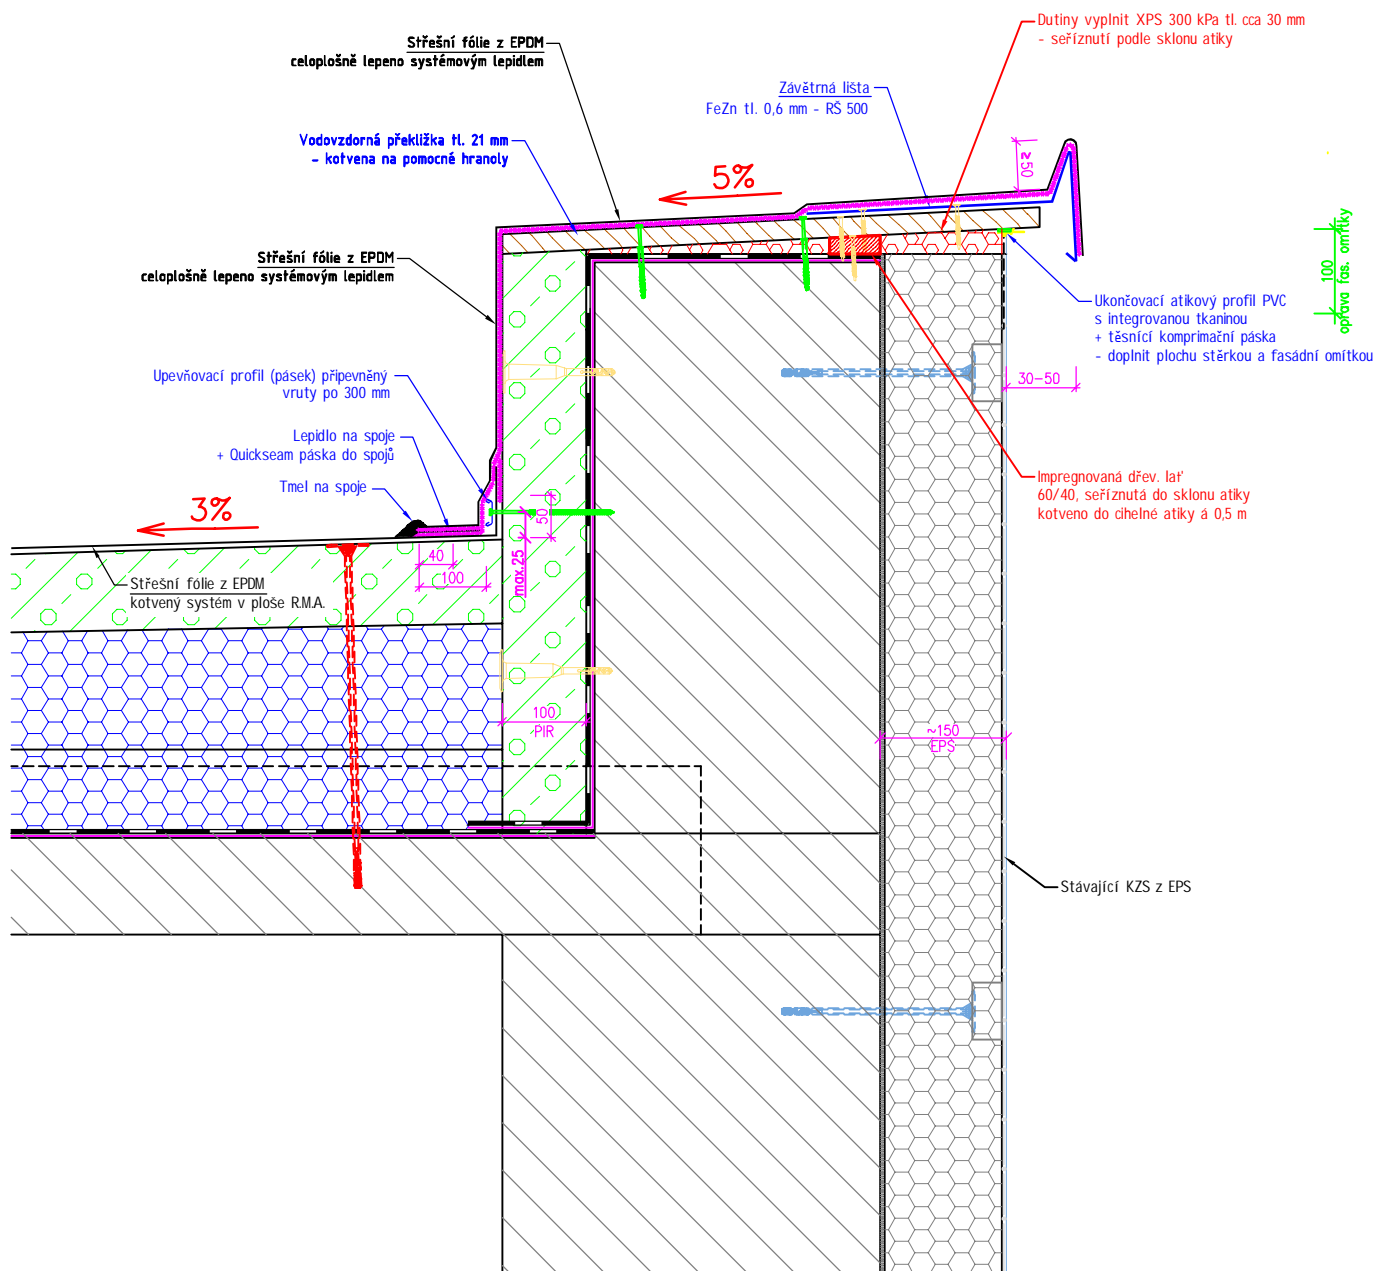 Dutiny vyplnit XPS 300 kPa tl. cca 30 mm
- seříznutí podle sklonu atiky
Střešní fólie z EPDM
celoplošně lepeno systémovým lepidlem
Závětrná lišta
FeZn tl. 0,6 mm - RŠ 500
Vodovzdorná překližka tl. 21 mm
- kotvena na pomocné hranoly
≥50
5%
100
oprava fas. omítky
Střešní fólie z EPDM
celoplošně lepeno systémovým lepidlem
Ukončovací atikový profil PVC
s integrovanou tkaninou
+ těsnící komprimační páska
- doplnit plochu stěrkou a fasádní omítkou
30-50
Upevňovací profil (pásek) připevněný
vruty po 300 mm
Lepidlo na spoje
+ Quickseam páska do spojů
Tmel na spoje
Impregnovaná dřev. lať
60/40, seříznutá do sklonu atiky
kotveno do cihelné atiky á 0,5 m
3%
50
max.25
40
100
Střešní fólie z EPDM
kotvený systém v ploše R.M.A.
100
PIR
~150
EPS
Stávající KZS z EPS